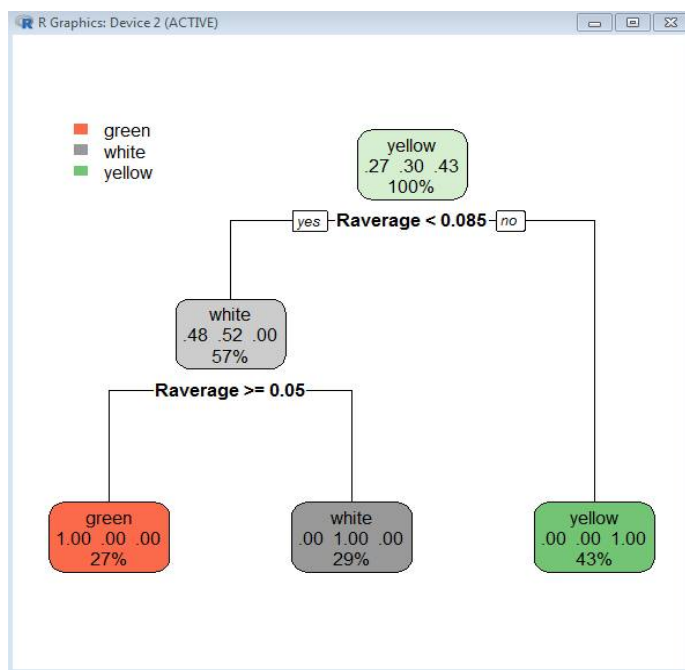 R Graphics: Device 2 (ACTIVE)
green
white
yellow
yellow
.27 .30 .43
100%
yes Raverage < 0.085 no
white
.48 .52 .00
57%
Raverage >= 0.05
green
1.00 .00 .00
27%
white
.00 1.00 .00
29%
yellow
.00 .00 1.00
43%